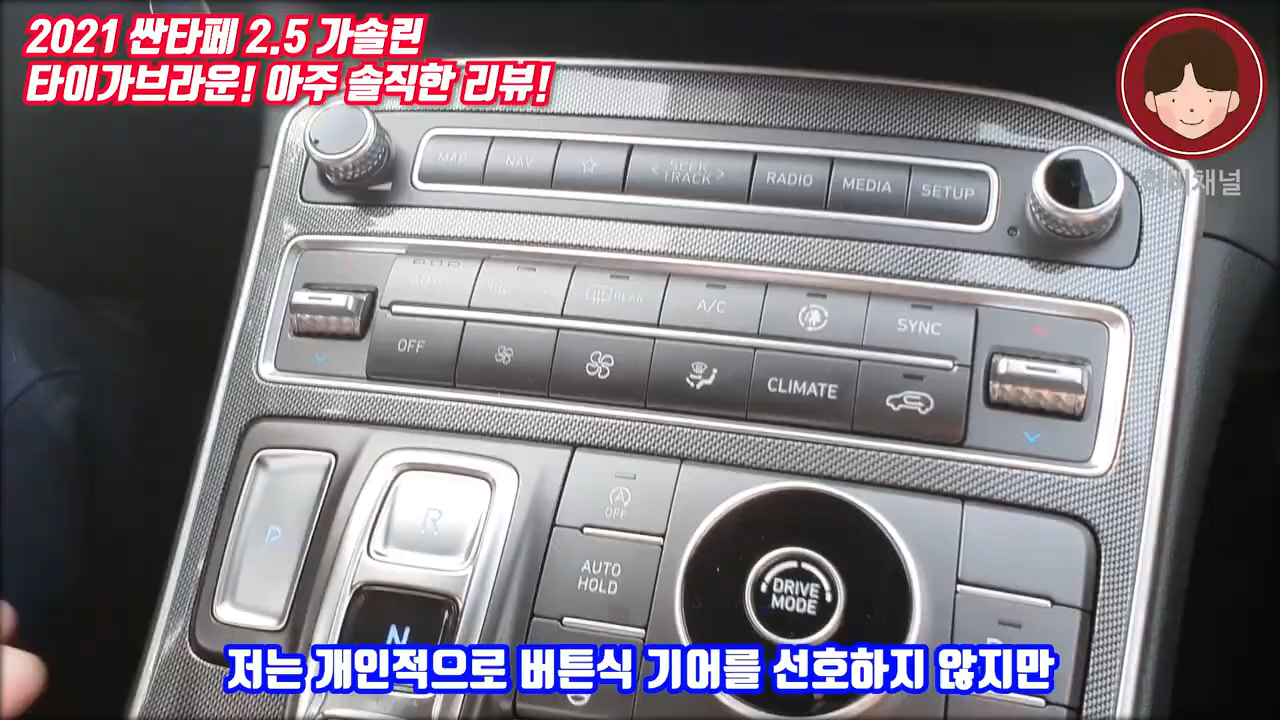 2021 싼타페 2.5 가솔린
타이가브라운! 아주 솔직한 리뷰!
채널
MAP NAV SEEK TRACK RADIO MEDIA SETUP
REAR A/C SYNC
OFF CLIMATE
P
R
N
OFF
AUTO HOLD
DRIVE MODE
저는 개인적으로 버튼식 기어를 선호하지 않지만